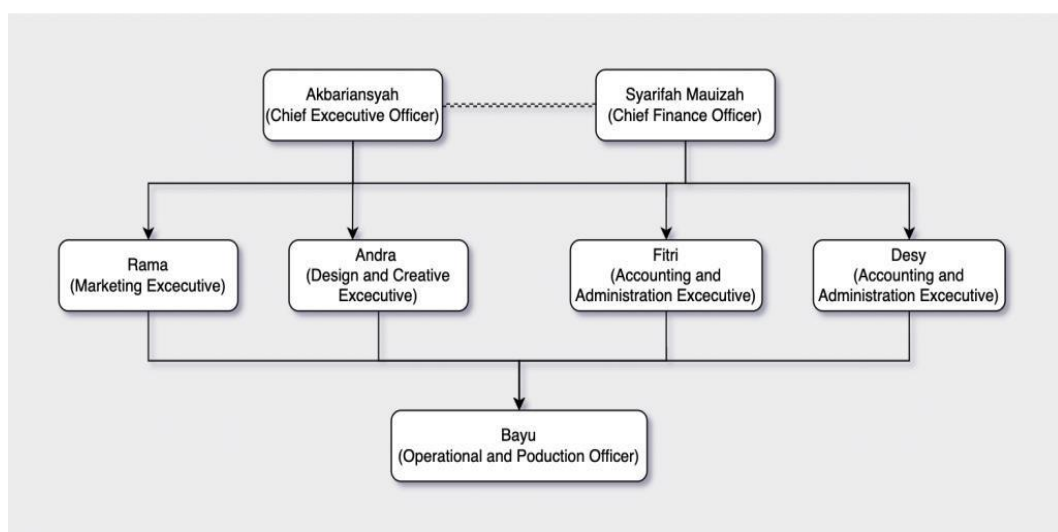 Akbariansyah
(Chief Excecutive Officer)
Syarifah Mauizah
(Chief Finance Officer)
Rama
(Marketing Excecutive)
Andra
(Design and Creative
Excecutive)
Fitri
(Accounting and
Administration Excecutive)
Desy
(Accounting and
Administration Excecutive)
Bayu
(Operational and Poduction Officer)